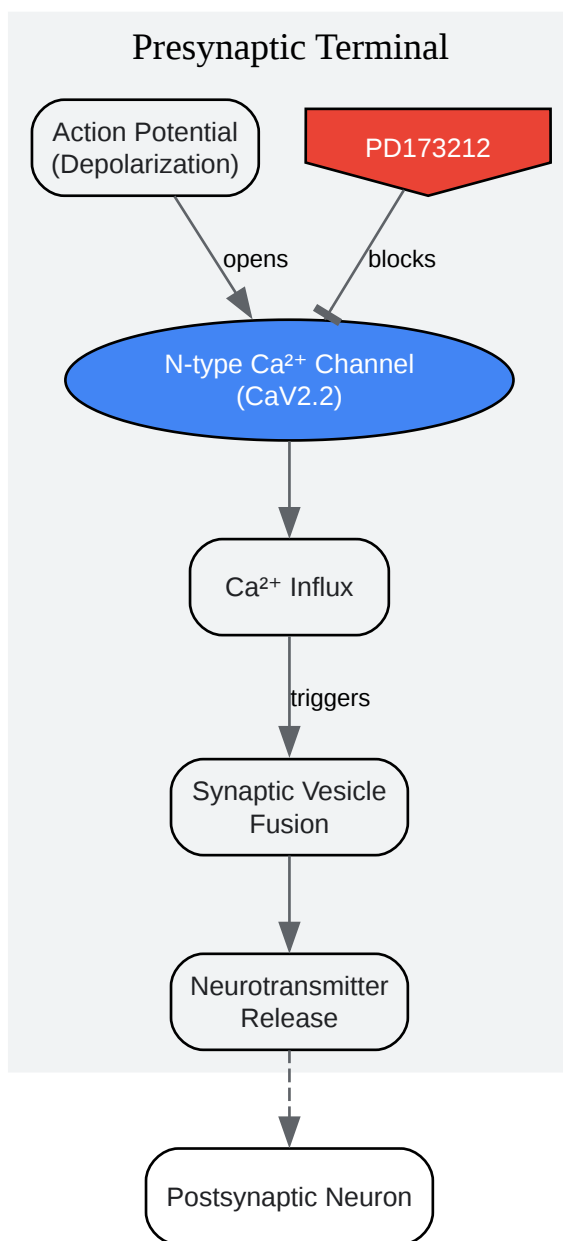 Presynaptic Terminal
Action Potential
(Depolarization)
PD173212
opens
blocks
N-type Ca²⁺ Channel
(CaV2.2)
Ca²⁺ Influx
triggers
Synaptic Vesicle
Fusion
Neurotransmitter
Release
Postsynaptic Neuron